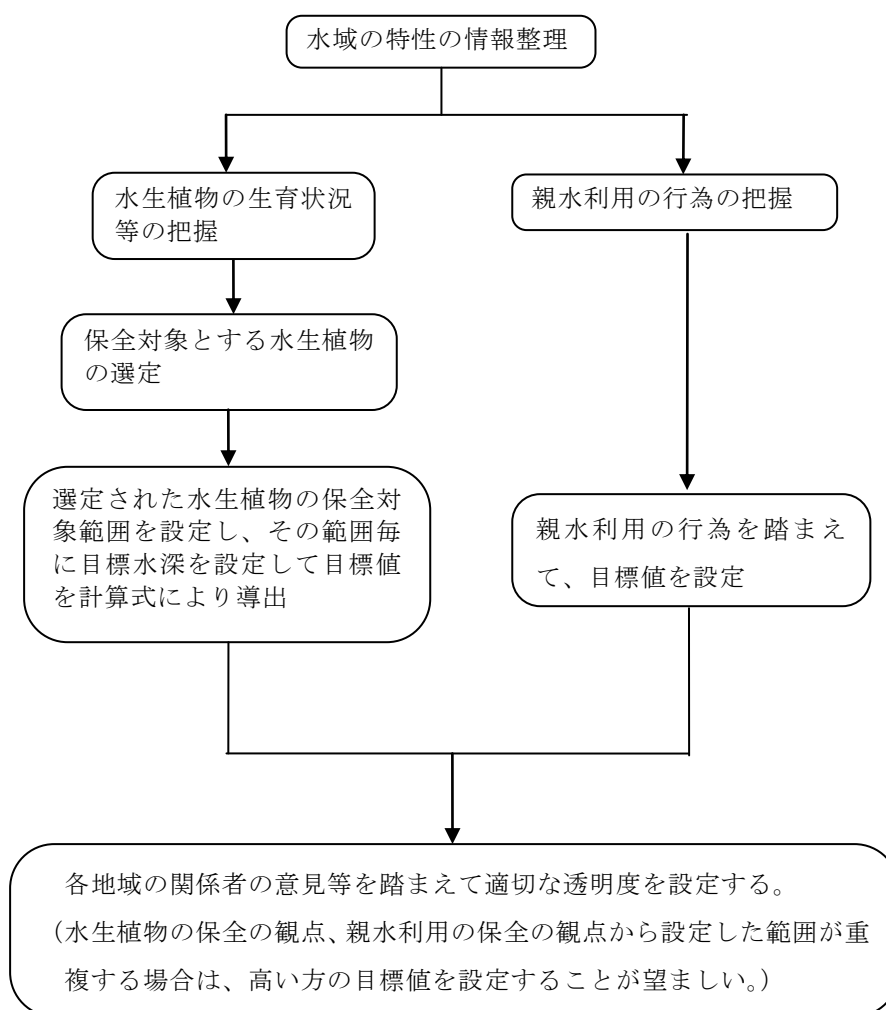 水域の特性の情報整理
水生植物の生育状況
等の把握
親水利用の行為の把握
保全対象とする水生植物
の選定
選定された水生植物の保全対
象範囲を設定し、その範囲毎
に目標水深を設定して目標値
を計算式により導出
親水利用の行為を踏まえ
て、目標値を設定
各地域の関係者の意見等を踏まえて適切な透明度を設定する。
（水生植物の保全の観点、親水利用の保全の観点から設定した範囲が重
複する場合は、高い方の目標値を設定することが望ましい。）